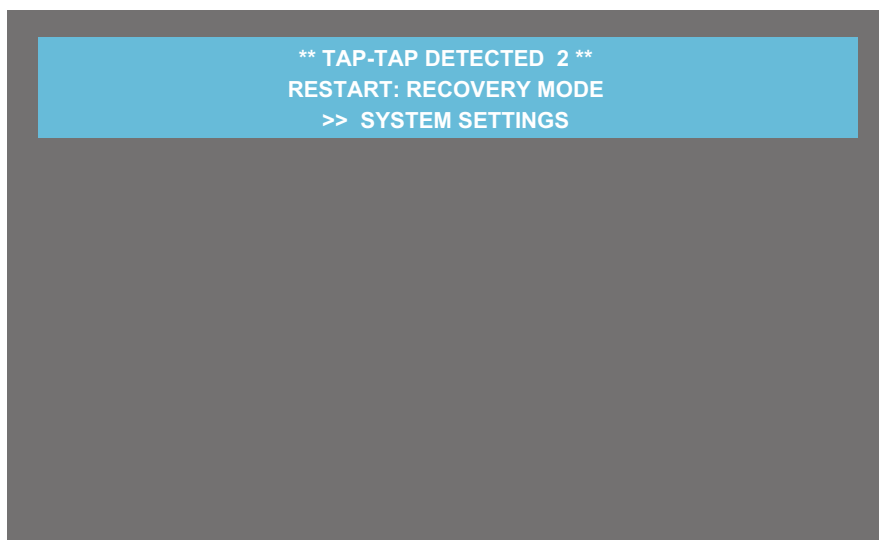 ** TAP-TAP DETECTED  2 **
RESTART: RECOVERY MODE
>>  SYSTEM SETTINGS